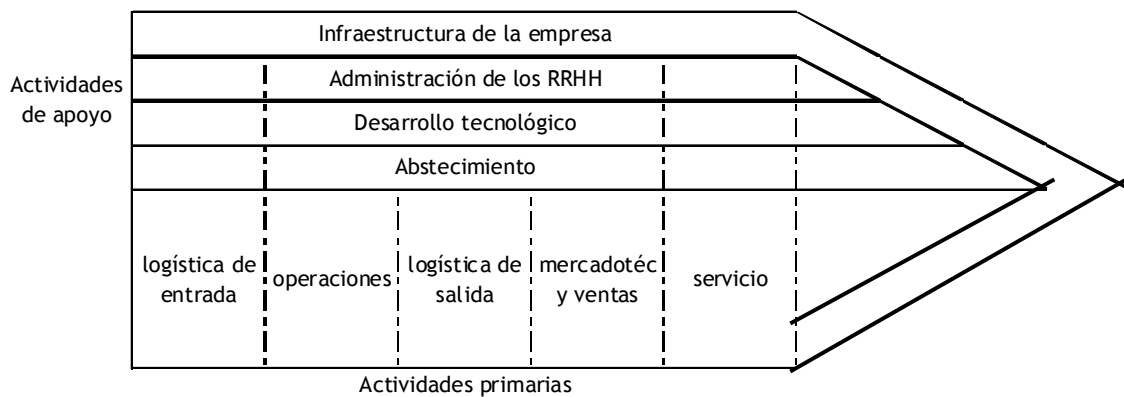 Infraestructura de la empresa
Actividades
de apoyo
Administración de los RRHH
Desarrollo tecnológico
Abstecimiento
logística de
entrada
operaciones
logística de
salida
mercadotéc
y ventas
servicio
Actividades primarias